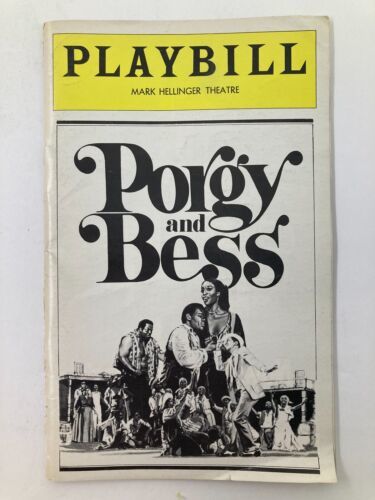 PLAYBILL
MARK HELLINGER THEATRE
Porgy
and
Bess